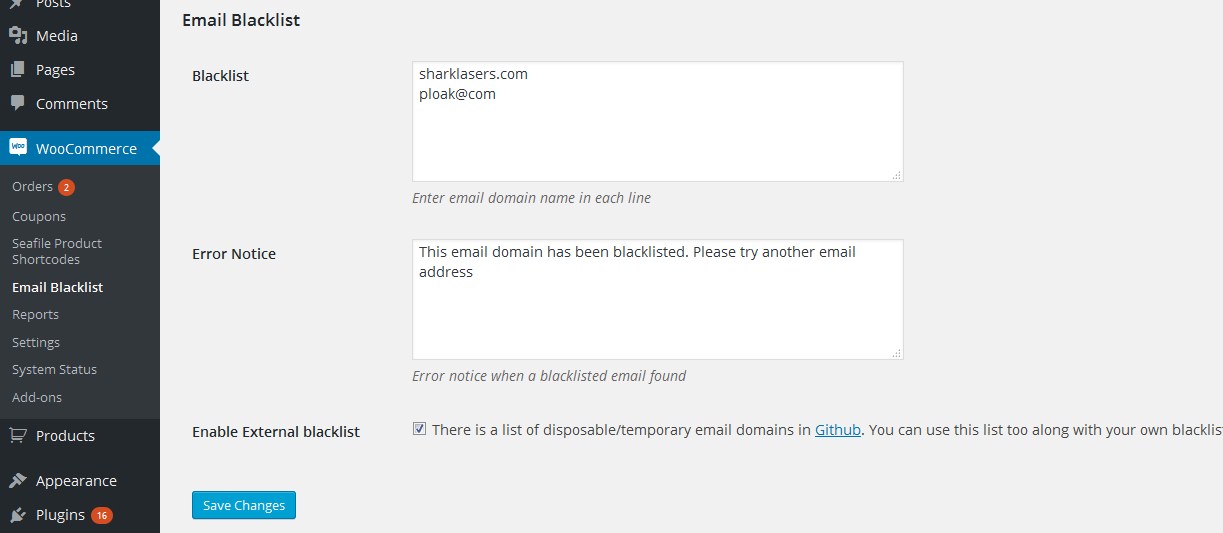 Posts
Media
Pages
Comments
WooCommerce
Orders 2
Coupons
Seafile Product
Shortcodes
Email Blacklist
Reports
Settings
System Status
Add-ons
Products
Appearance
Plugins 16
Email Blacklist
Blacklist
sharklasers.com
ploak@com
Enter email domain name in each line
Error Notice
This email domain has been blacklisted. Please try another email
address
Error notice when a blacklisted email found
Enable External blacklist
There is a list of disposable/temporary email domains in Github. You can use this list too along with your own blacklist
Save Changes